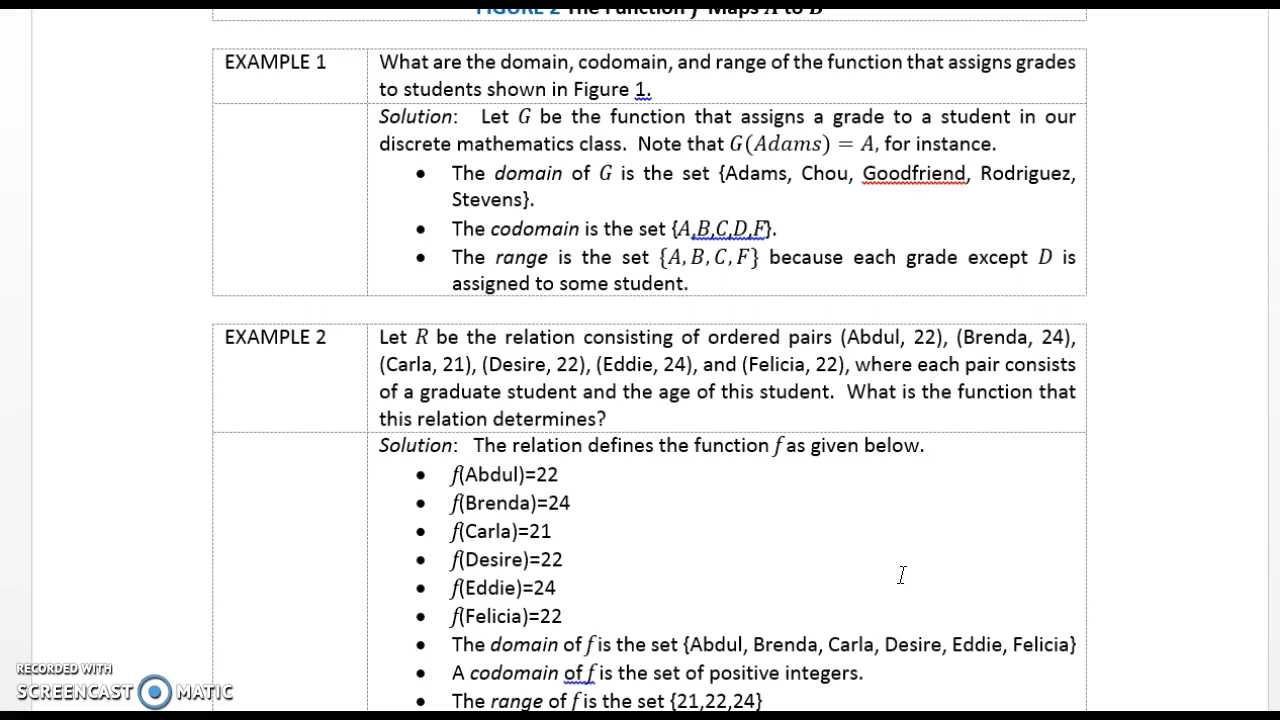 FIGURE 2 The Function f Maps A to B
EXAMPLE 1
What are the domain, codomain, and range of the function that assigns grades
to students shown in Figure 1.
Solution: Let G be the function that assigns a grade to a student in our
discrete mathematics class. Note that G(Adams) = A, for instance.
• The domain of G is the set {Adams, Chou, Goodfriend, Rodriguez,
Stevens}.
• The codomain is the set {A,B,C,D,F}.
• The range is the set {A, B, C, F} because each grade except D is
assigned to some student.
EXAMPLE 2
Let R be the relation consisting of ordered pairs (Abdul, 22), (Brenda, 24),
(Carla, 21), (Desire, 22), (Eddie, 24), and (Felicia, 22), where each pair consists
of a graduate student and the age of this student. What is the function that
this relation determines?
Solution: The relation defines the function f as given below.
• f(Abdul)=22
• f(Brenda)=24
• f(Carla)=21
• f(Desire)=22
• f(Eddie)=24
• f(Felicia)=22
• The domain of f is the set {Abdul, Brenda, Carla, Desire, Eddie, Felicia}
• A codomain of f is the set of positive integers.
• The range of f is the set {21,22,24}
RECORDED WITH
SCREENCAST MATIC